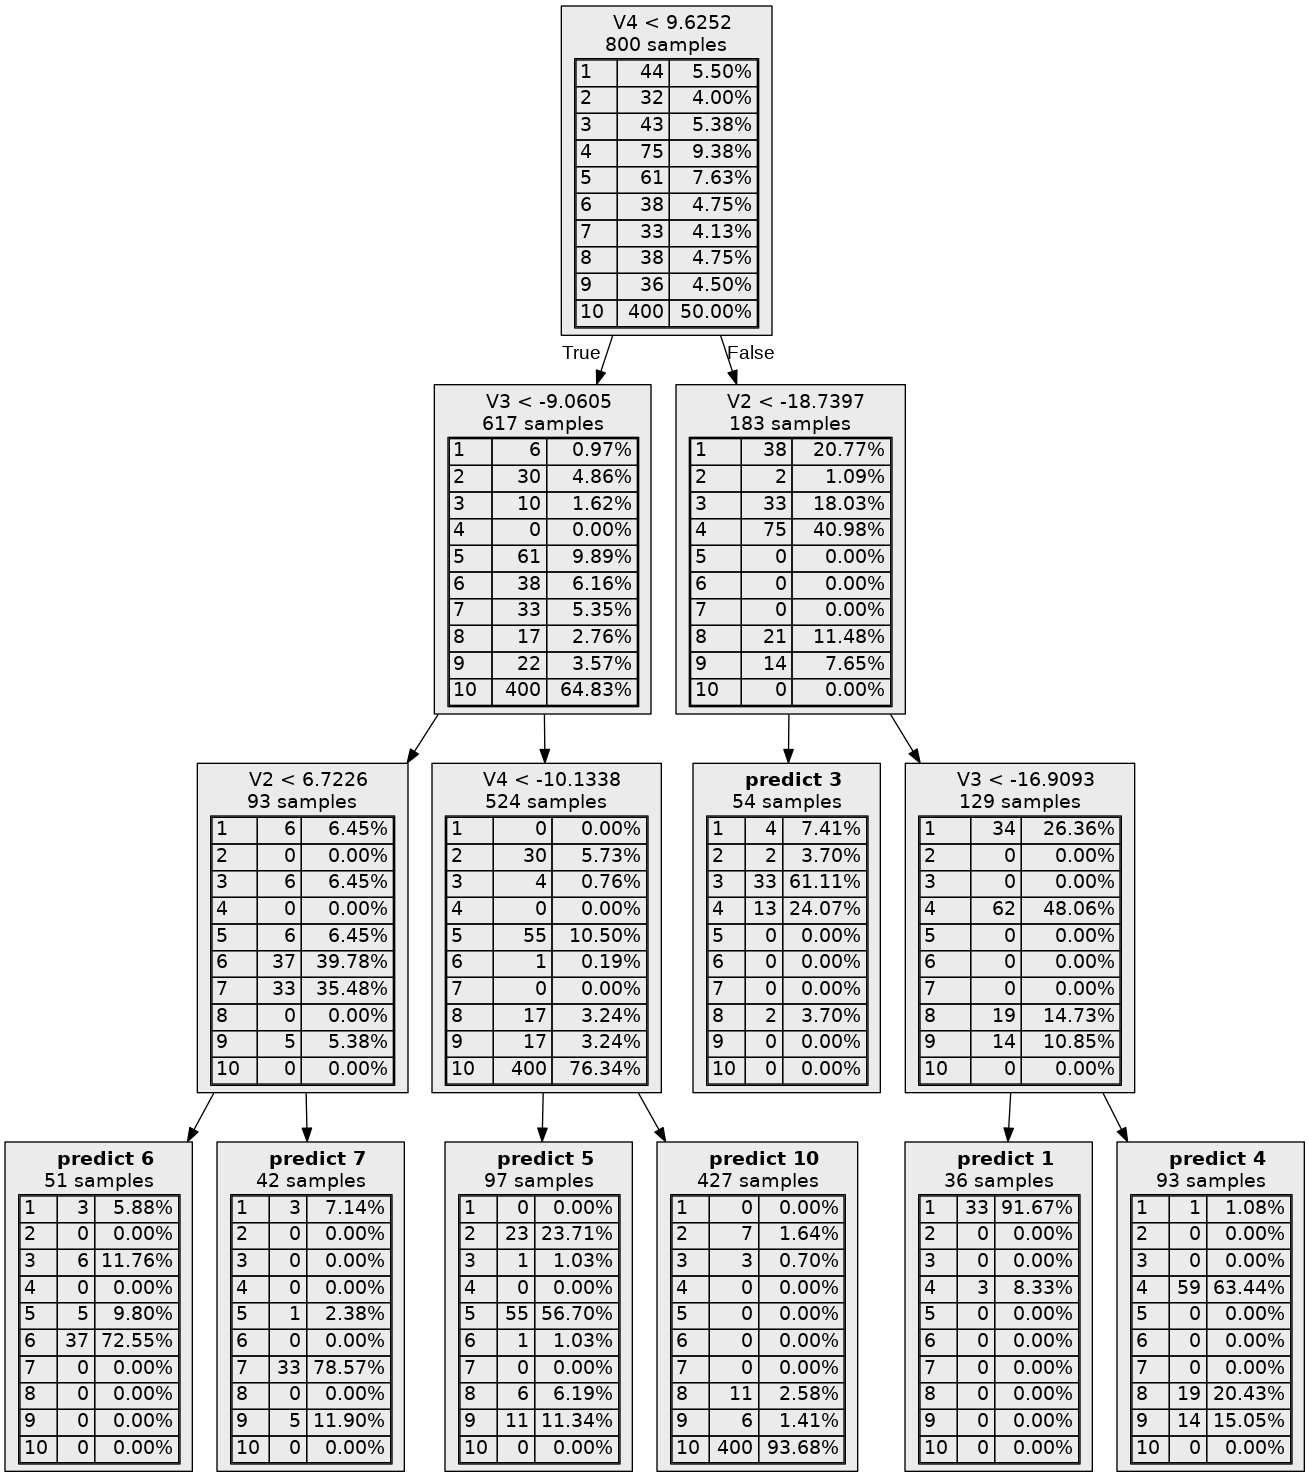 V4 < 9.6252
800 samples
1 44 5.50%
2 32 4.00%
3 43 5.38%
4 75 9.38%
5 61 7.63%
6 38 4.75%
7 33 4.13%
8 38 4.75%
9 36 4.50%
10 400 50.00%
True
False
V3 < -9.0605
617 samples
1 6 0.97%
2 30 4.86%
3 10 1.62%
4 0 0.00%
5 61 9.89%
6 38 6.16%
7 33 5.35%
8 17 2.76%
9 22 3.57%
10 400 64.83%
V2 < -18.7397
183 samples
1 38 20.77%
2 2 1.09%
3 33 18.03%
4 75 40.98%
5 0 0.00%
6 0 0.00%
7 0 0.00%
8 21 11.48%
9 14 7.65%
10 0 0.00%
V2 < 6.7226
93 samples
1 6 6.45%
2 0 0.00%
3 6 6.45%
4 0 0.00%
5 6 6.45%
6 37 39.78%
7 33 35.48%
8 0 0.00%
9 5 5.38%
10 0 0.00%
V4 < -10.1338
524 samples
1 0 0.00%
2 30 5.73%
3 4 0.76%
4 0 0.00%
5 55 10.50%
6 1 0.19%
7 0 0.00%
8 17 3.24%
9 17 3.24%
10 400 76.34%
predict 3
54 samples
1 4 7.41%
2 2 3.70%
3 33 61.11%
4 13 24.07%
5 0 0.00%
6 0 0.00%
7 0 0.00%
8 2 3.70%
9 0 0.00%
10 0 0.00%
V3 < -16.9093
129 samples
1 34 26.36%
2 0 0.00%
3 0 0.00%
4 62 48.06%
5 0 0.00%
6 0 0.00%
7 0 0.00%
8 19 14.73%
9 14 10.85%
10 0 0.00%
predict 6
51 samples
1 3 5.88%
2 0 0.00%
3 6 11.76%
4 0 0.00%
5 5 9.80%
6 37 72.55%
7 0 0.00%
8 0 0.00%
9 0 0.00%
10 0 0.00%
predict 7
42 samples
1 3 7.14%
2 0 0.00%
3 0 0.00%
4 0 0.00%
5 1 2.38%
6 0 0.00%
7 33 78.57%
8 0 0.00%
9 5 11.90%
10 0 0.00%
predict 5
97 samples
1 0 0.00%
2 23 23.71%
3 1 1.03%
4 0 0.00%
5 55 56.70%
6 1 1.03%
7 0 0.00%
8 6 6.19%
9 11 11.34%
10 0 0.00%
predict 10
427 samples
1 0 0.00%
2 7 1.64%
3 3 0.70%
4 0 0.00%
5 0 0.00%
6 0 0.00%
7 0 0.00%
8 11 2.58%
9 6 1.41%
10 400 93.68%
predict 1
36 samples
1 33 91.67%
2 0 0.00%
3 0 0.00%
4 3 8.33%
5 0 0.00%
6 0 0.00%
7 0 0.00%
8 0 0.00%
9 0 0.00%
10 0 0.00%
predict 4
93 samples
1 1 1.08%
2 0 0.00%
3 0 0.00%
4 59 63.44%
5 0 0.00%
6 0 0.00%
7 0 0.00%
8 19 20.43%
9 14 15.05%
10 0 0.00%